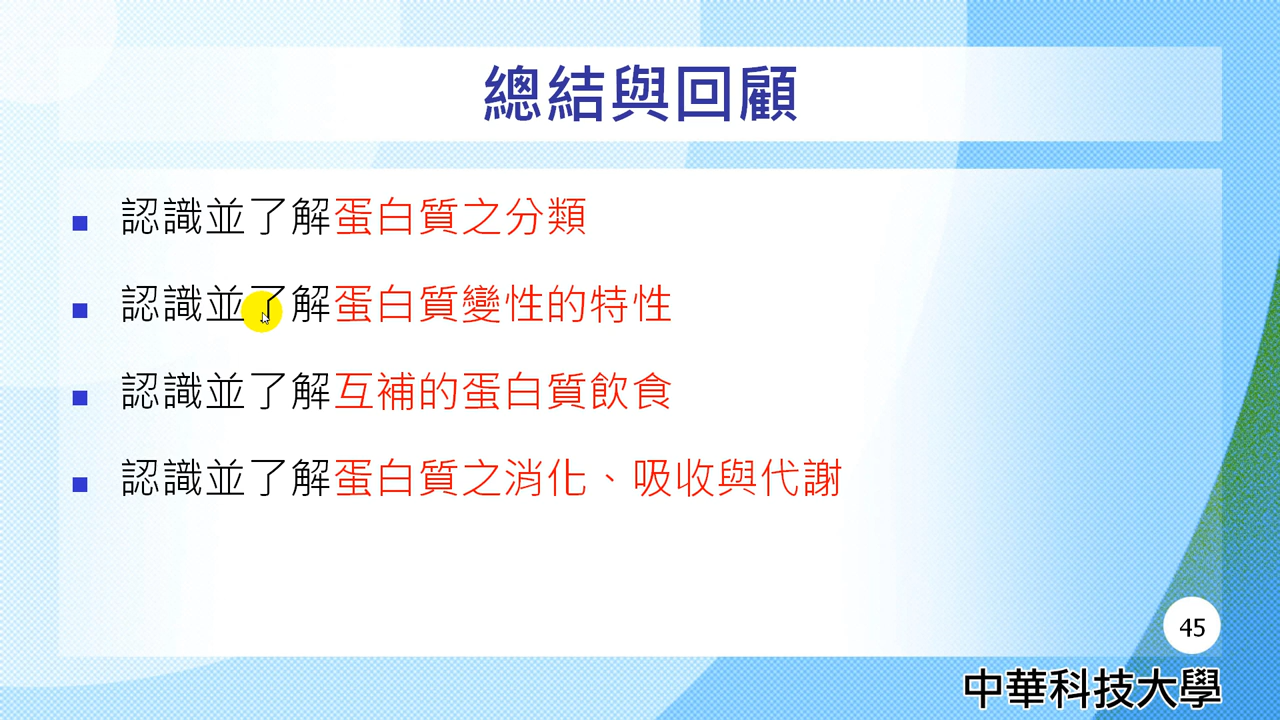 總結與回顧
認識並了解蛋白質之分類
認識並了解蛋白質變性的特性
認識並了解互補的蛋白質飲食
認識並了解蛋白質之消化、吸收與代謝
45
中華科技大學